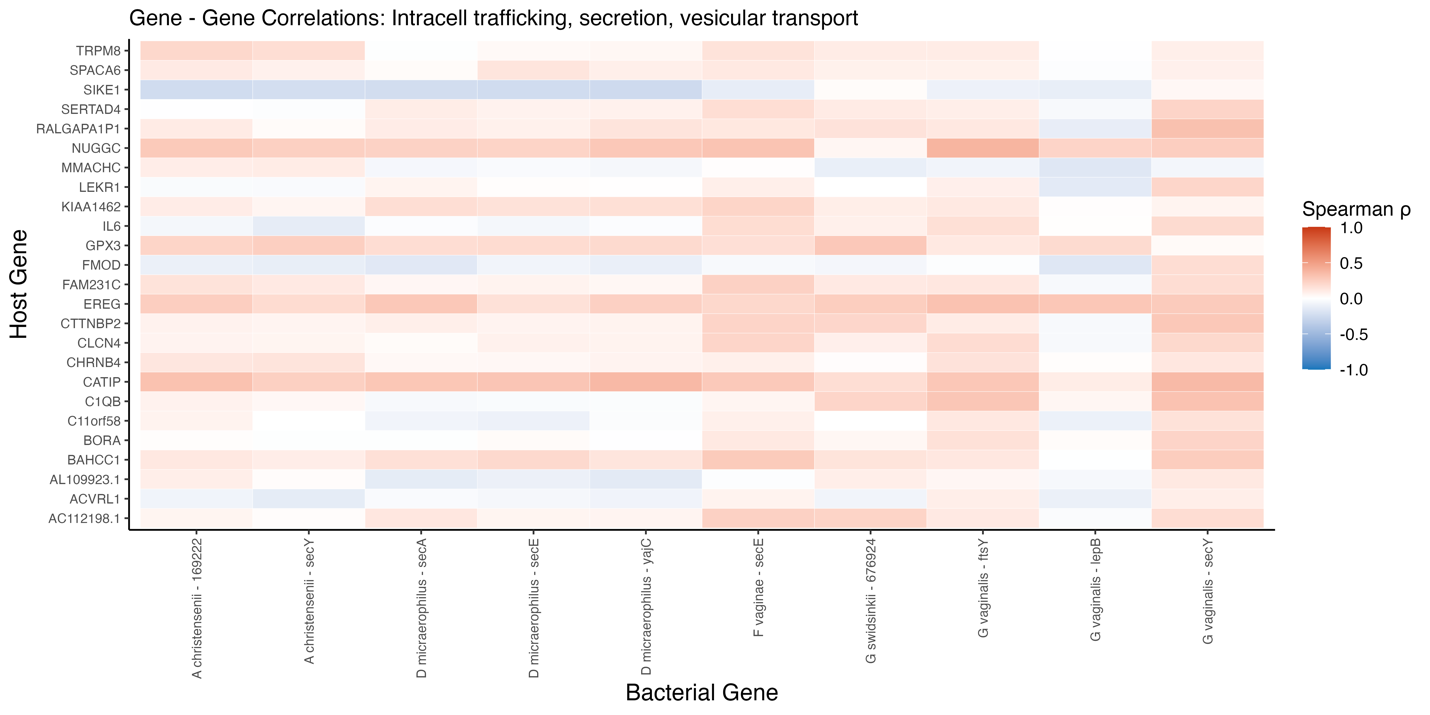 Gene - Gene Correlations: Intracell trafficking, secretion, vesicular transport
Host Gene
TRPM8
SPACA6
SIKE1
SERTAD4
RALGAPA1P1
NUGGC
MMACHC
LEKR1
KIAA1462
IL6
GPX3
FMOD
FAM231C
EREG
CTTNBP2
CLCN4
CHRNB4
CATIP
C1QB
C11orf58
BORA
BAHCC1
AL109923.1
ACVRL1
AC112198.1
A christensenii - 169222
A christensenii - secY
D micraerophilus - secA
D micraerophilus - secE
D micraerophilus - yajC
F vaginae - secE
G swidsinkii - 676924
G vaginalis - ftsY
G vaginalis - lepB
G vaginalis - secY
Bacterial Gene
Spearman ρ
1.0
0.5
0.0
-0.5
-1.0